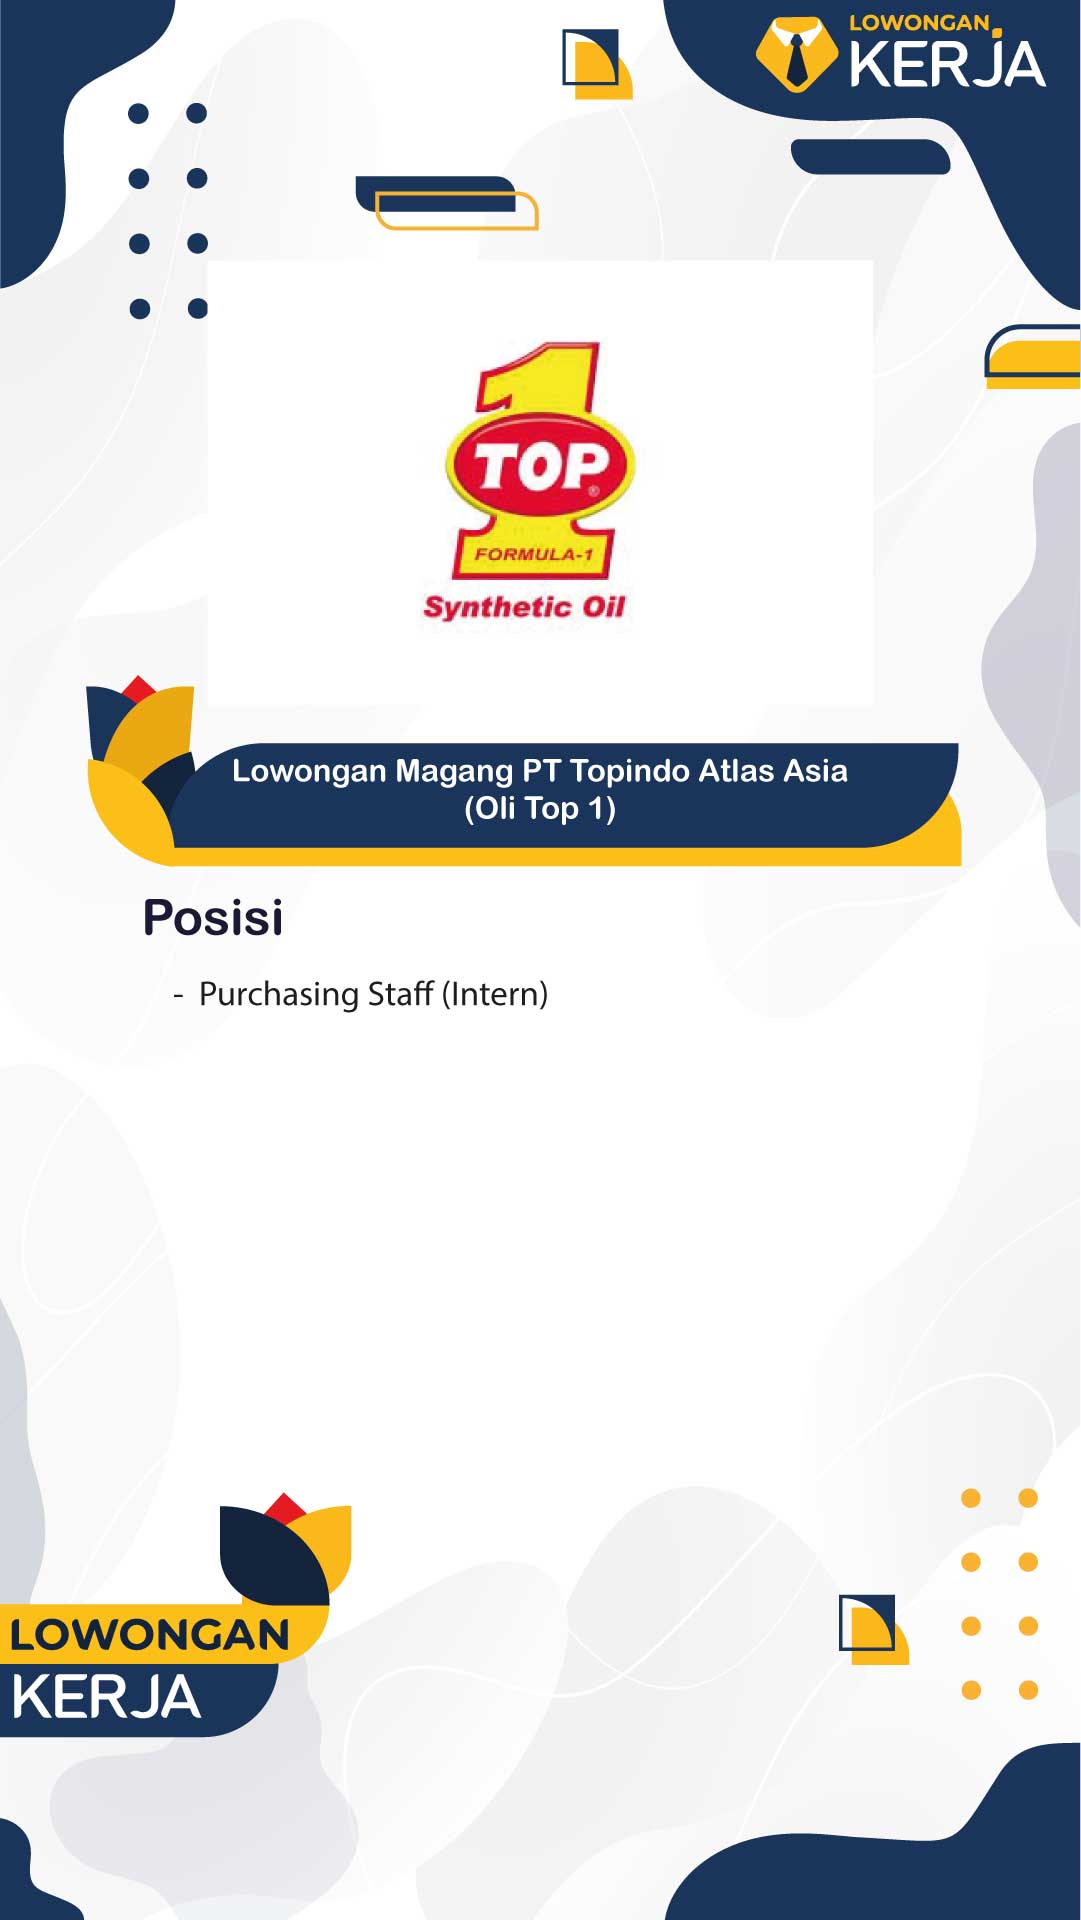 LOWONGAN
KERJA
TOP
®
FORMULA-1
Synthetic Oil
Lowongan Magang PT Topindo Atlas Asia
(Oli Top 1)
Posisi
- Purchasing Staff (Intern)
LOWONGAN
KERJA